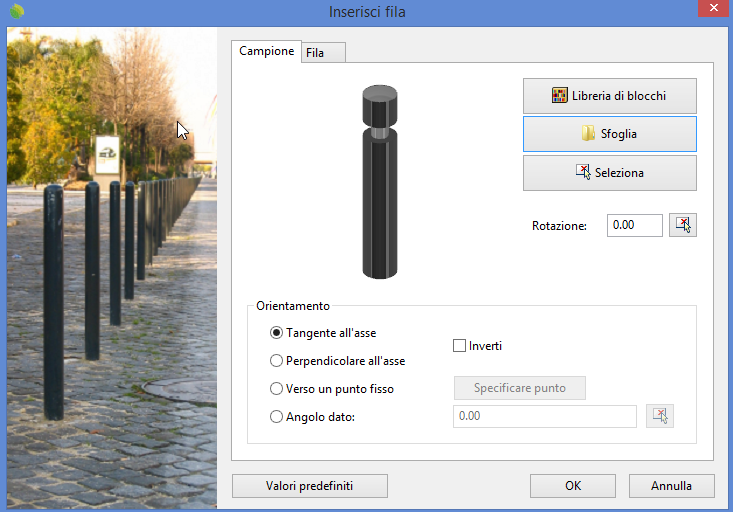 Inserisci fila
Campione
Fila
Libreria di blocchi
Sfoglia
Seleziona
Rotazione: 0.00
Orientamento
Tangente all'asse
Inverti
Perpendicolare all'asse
Verso un punto fisso
Specificare punto
Angolo dato:
0.00
Valori predefiniti
OK
Annulla